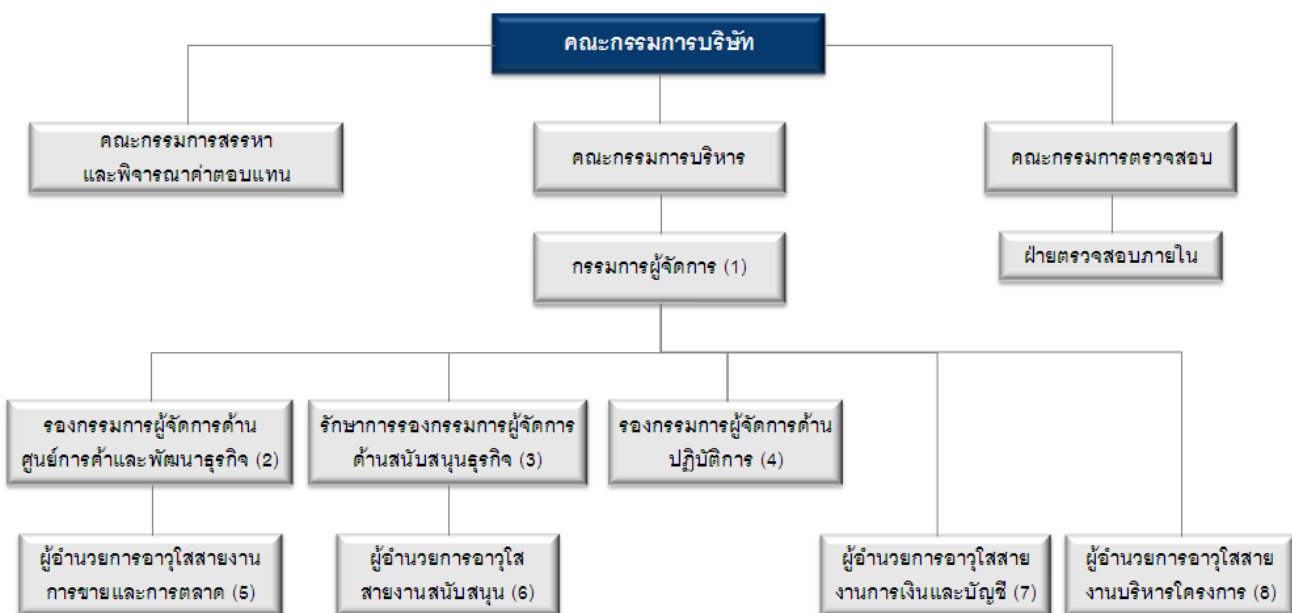 คณะกรรมการบริษัท
คณะกรรมการสรรหา
และพิจารณาค่าตอบแทน
คณะกรรมการบริหาร
คณะกรรมการตรวจสอบ
กรรมการผู้จัดการ (1)
ฝ่ายตรวจสอบภายใน
รองกรรมการผู้จัดการด้าน
ศูนย์การค้าและพัฒนาธุรกิจ (2)
รักษาการรองกรรมการผู้จัดการ
ด้านสนับสนุนธุรกิจ (3)
รองกรรมการผู้จัดการด้าน
ปฏิบัติการ (4)
ผู้อำนวยการอาวุโสสายงาน
การขายและการตลาด (5)
ผู้อำนวยการอาวุโส
สายงานสนับสนุน (6)
ผู้อำนวยการอาวุโสสาย
งานการเงินและบัญชี (7)
ผู้อำนวยการอาวุโสสาย
งานบริหารโครงการ (8)